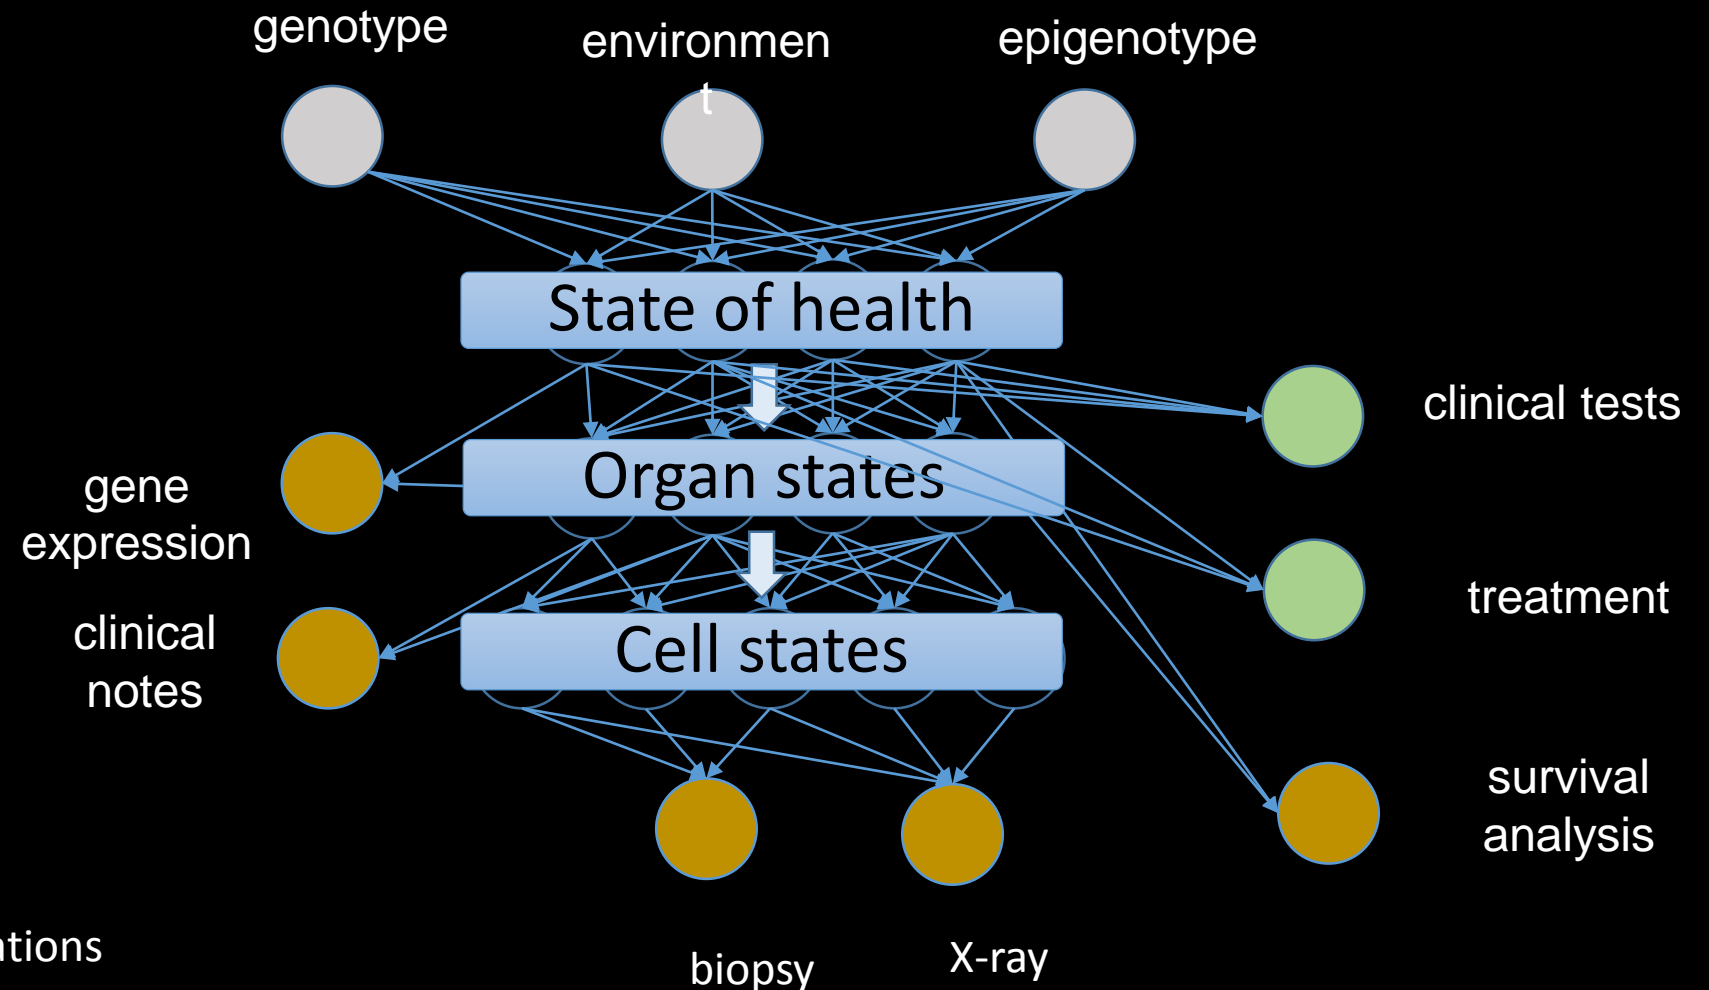 genotype
environmen
t
epigenotype
State of health
clinical tests
Organ states
gene
expression
treatment
clinical
notes
Cell states
survival
analysis
ations
biopsy
X-ray